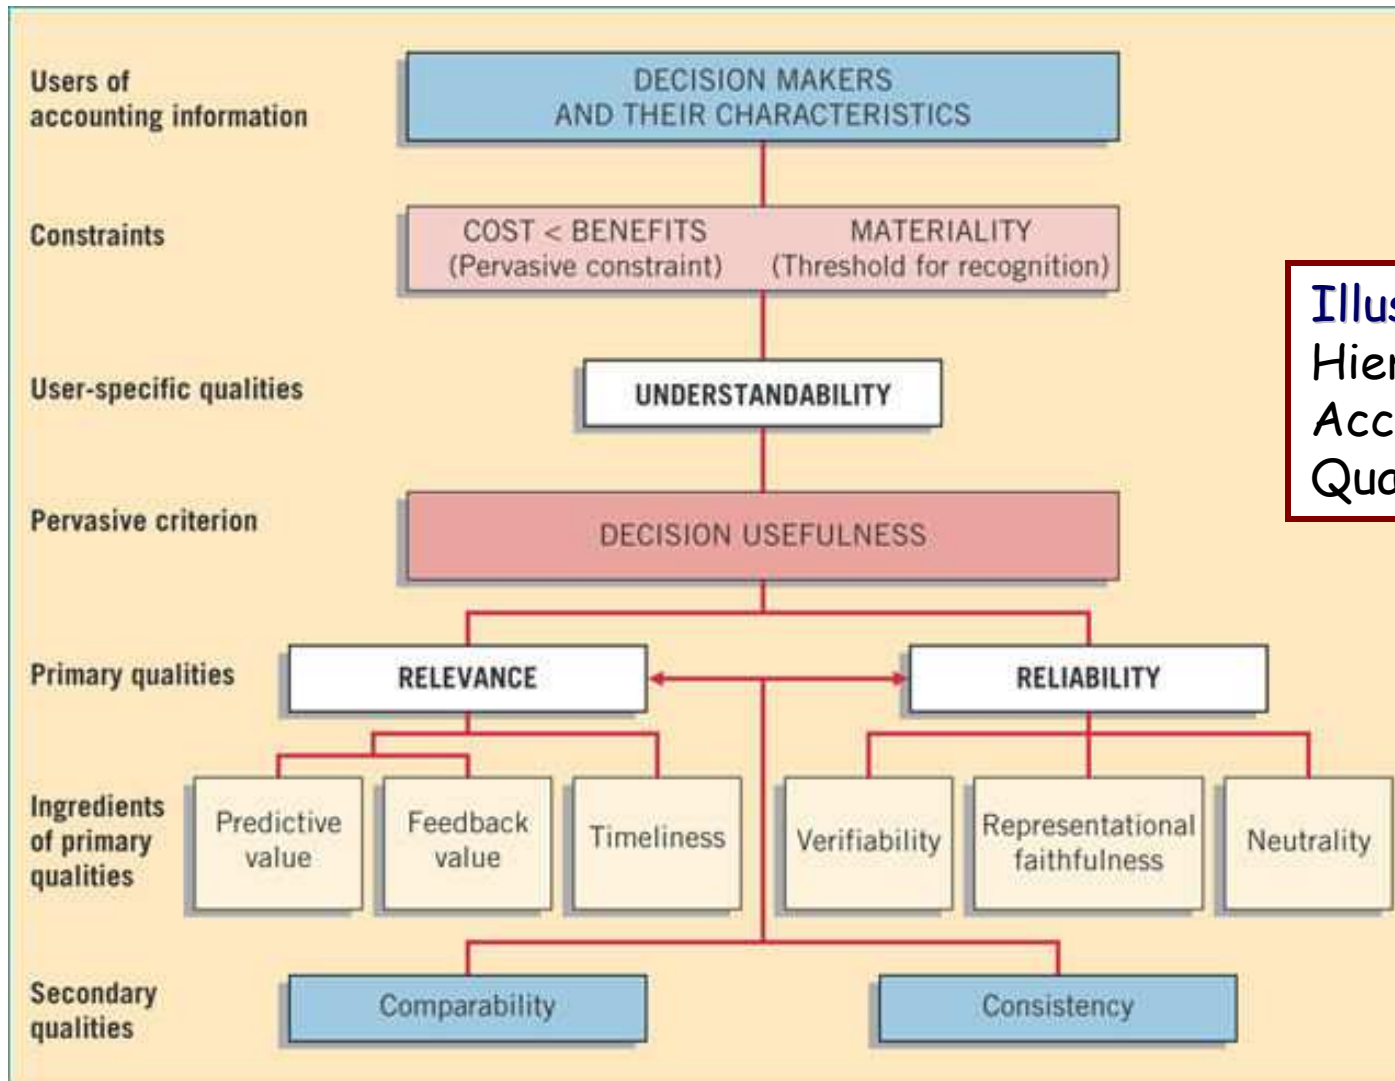 Users of
accounting information
DECISION MAKERS
AND THEIR CHARACTERISTICS
Constraints
COST < BENEFITS
(Pervasive constraint)
MATERIALITY
(Threshold for recognition)
User-specific qualities
UNDERSTANDABILITY
Pervasive criterion
DECISION USEFULNESS
Primary qualities
RELEVANCE
RELIABILITY
Ingredients
of primary
qualities
Predictive
value
Feedback
value
Timeliness
Verifiability
Representational
faithfulness
Neutrality
Secondary
qualities
Comparability
Consistency